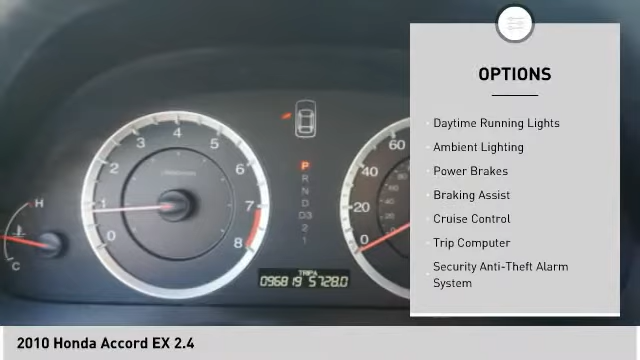 OPTIONS
Daytime Running Lights
Ambient Lighting
Power Brakes
Braking Assist
Cruise Control
Trip Computer
Security Anti-Theft Alarm
System
0
1
2
3
4
5
6
7
8
H
C
P
R
N
D
D3
2
1
60
40
20
0
TRIP A
096819 5728.0
2010 Honda Accord EX 2.4